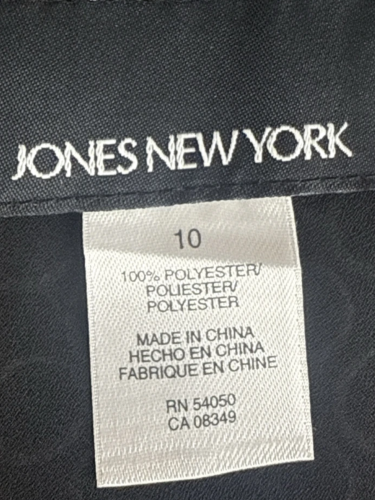 JONES NEW YORK
10
100% POLYESTER/
POLIESTER/
POLYESTER
MADE IN CHINA
HECHO EN CHINA
FABRIQUE EN CHINE
RN 54050
CA 08349